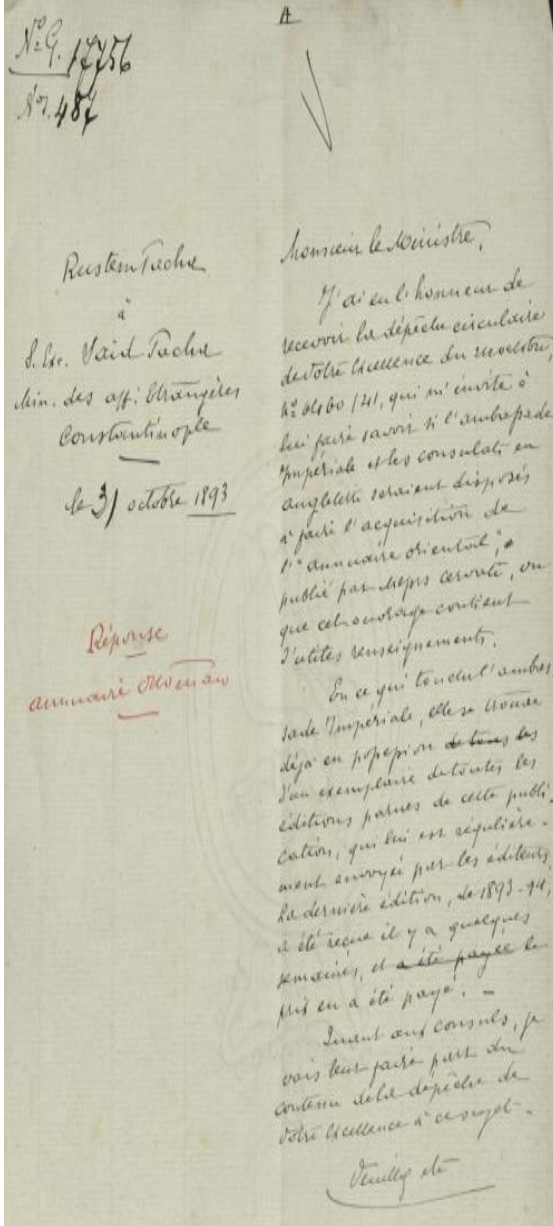 A
N° G. 17756
N° 487
Rustem Pacha
à
S. Exc. Saïd Pacha
Min. des aff: Etrangères
Constantinople
le 31 octobre 1893
Réponse
annuaire Ottoman
Monsieur le Ministre,
J'ai eu l'honneur de
recevoir la dépêche circulaire
de Votre Excellence du
N° /41, qui m'invite à
lui faire savoir si l'ambassade
Impériale et les consulats en
angleterre seraient disposés
à faire l'acquisition de
l'"annuaire oriental",
publié par Messrs Cervati, vu
que cet ouvrage contient
d'utiles renseignements.
En ce qui touche l'ambas
sade Impériale, elle se trouve
déjà en possession de tous les
d'un exemplaire de toutes les
éditions parues de cette publi-
cation, qui lui est régulière-
ment envoyée par les éditeurs.
La dernière édition, de 1893-94,
a été reçue il y a quelques
semaines, et a été payée le
prix en a été payé. –
Quant aux consuls, je
vais leur faire part du
contenu de la dépêche de
Votre Excellence à ce sujet.
Veuillez etc